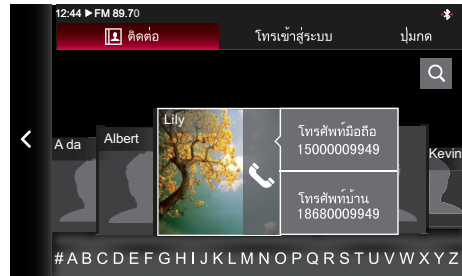 12:44 ▶ FM 89.70
ติดต่อ โทรเข้าสู่ระบบ ปุ่มกด
A da Albert Lily Kevin
โทรศัพท์มือถือ
15000009949
โทรศัพท์บ้าน
18680009949
#ABCDEFGHIJKLMNOPQRSTUVWXYZ